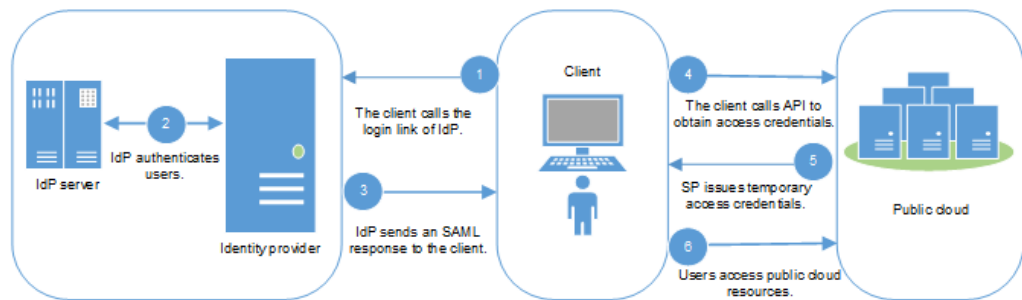 1
The client calls the
login link of IdP.
2
IdP authenticates
users.
IdP server
Identity provider
3
IdP sends an SAML
response to the client.
Client
4
The client calls API to
obtain access credentials.
5
SP issues temporary
access credentials.
6
Users access public cloud
resources.
Public cloud